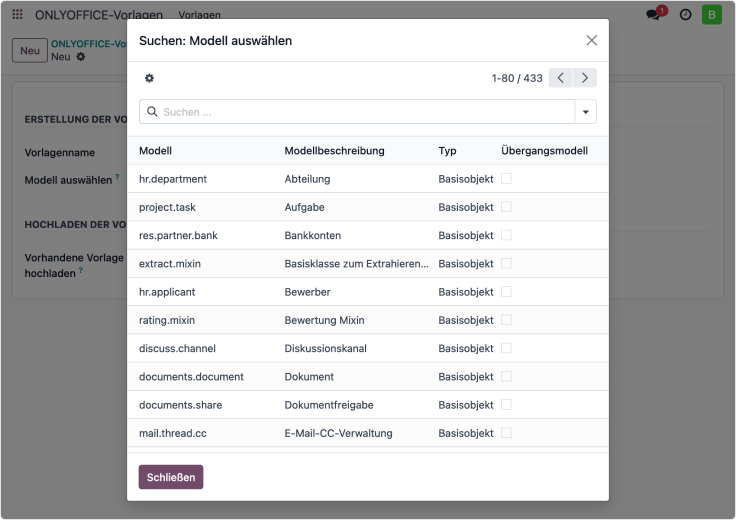 ONLYOFFICE-Vorlagen Vorlagen 1 B
Neu ONLYOFFICE-Vo
Neu
Suchen: Modell auswählen
1-80 / 433
Suchen ...
Modell Modellbeschreibung Typ Übergangsmodell
hr.department Abteilung Basisobjekt
project.task Aufgabe Basisobjekt
res.partner.bank Bankkonten Basisobjekt
extract.mixin Basisklasse zum Extrahieren... Basisobjekt
hr.applicant Bewerber Basisobjekt
rating.mixin Bewertung Mixin Basisobjekt
discuss.channel Diskussionskanal Basisobjekt
documents.document Dokument Basisobjekt
documents.share Dokumentfreigabe Basisobjekt
mail.thread.cc E-Mail-CC-Verwaltung Basisobjekt
Schließen
ERSTELLUNG DER VO
Vorlagenname
Modell auswählen ?
HOCHLADEN DER VO
Vorhandene Vorlage
hochladen ?